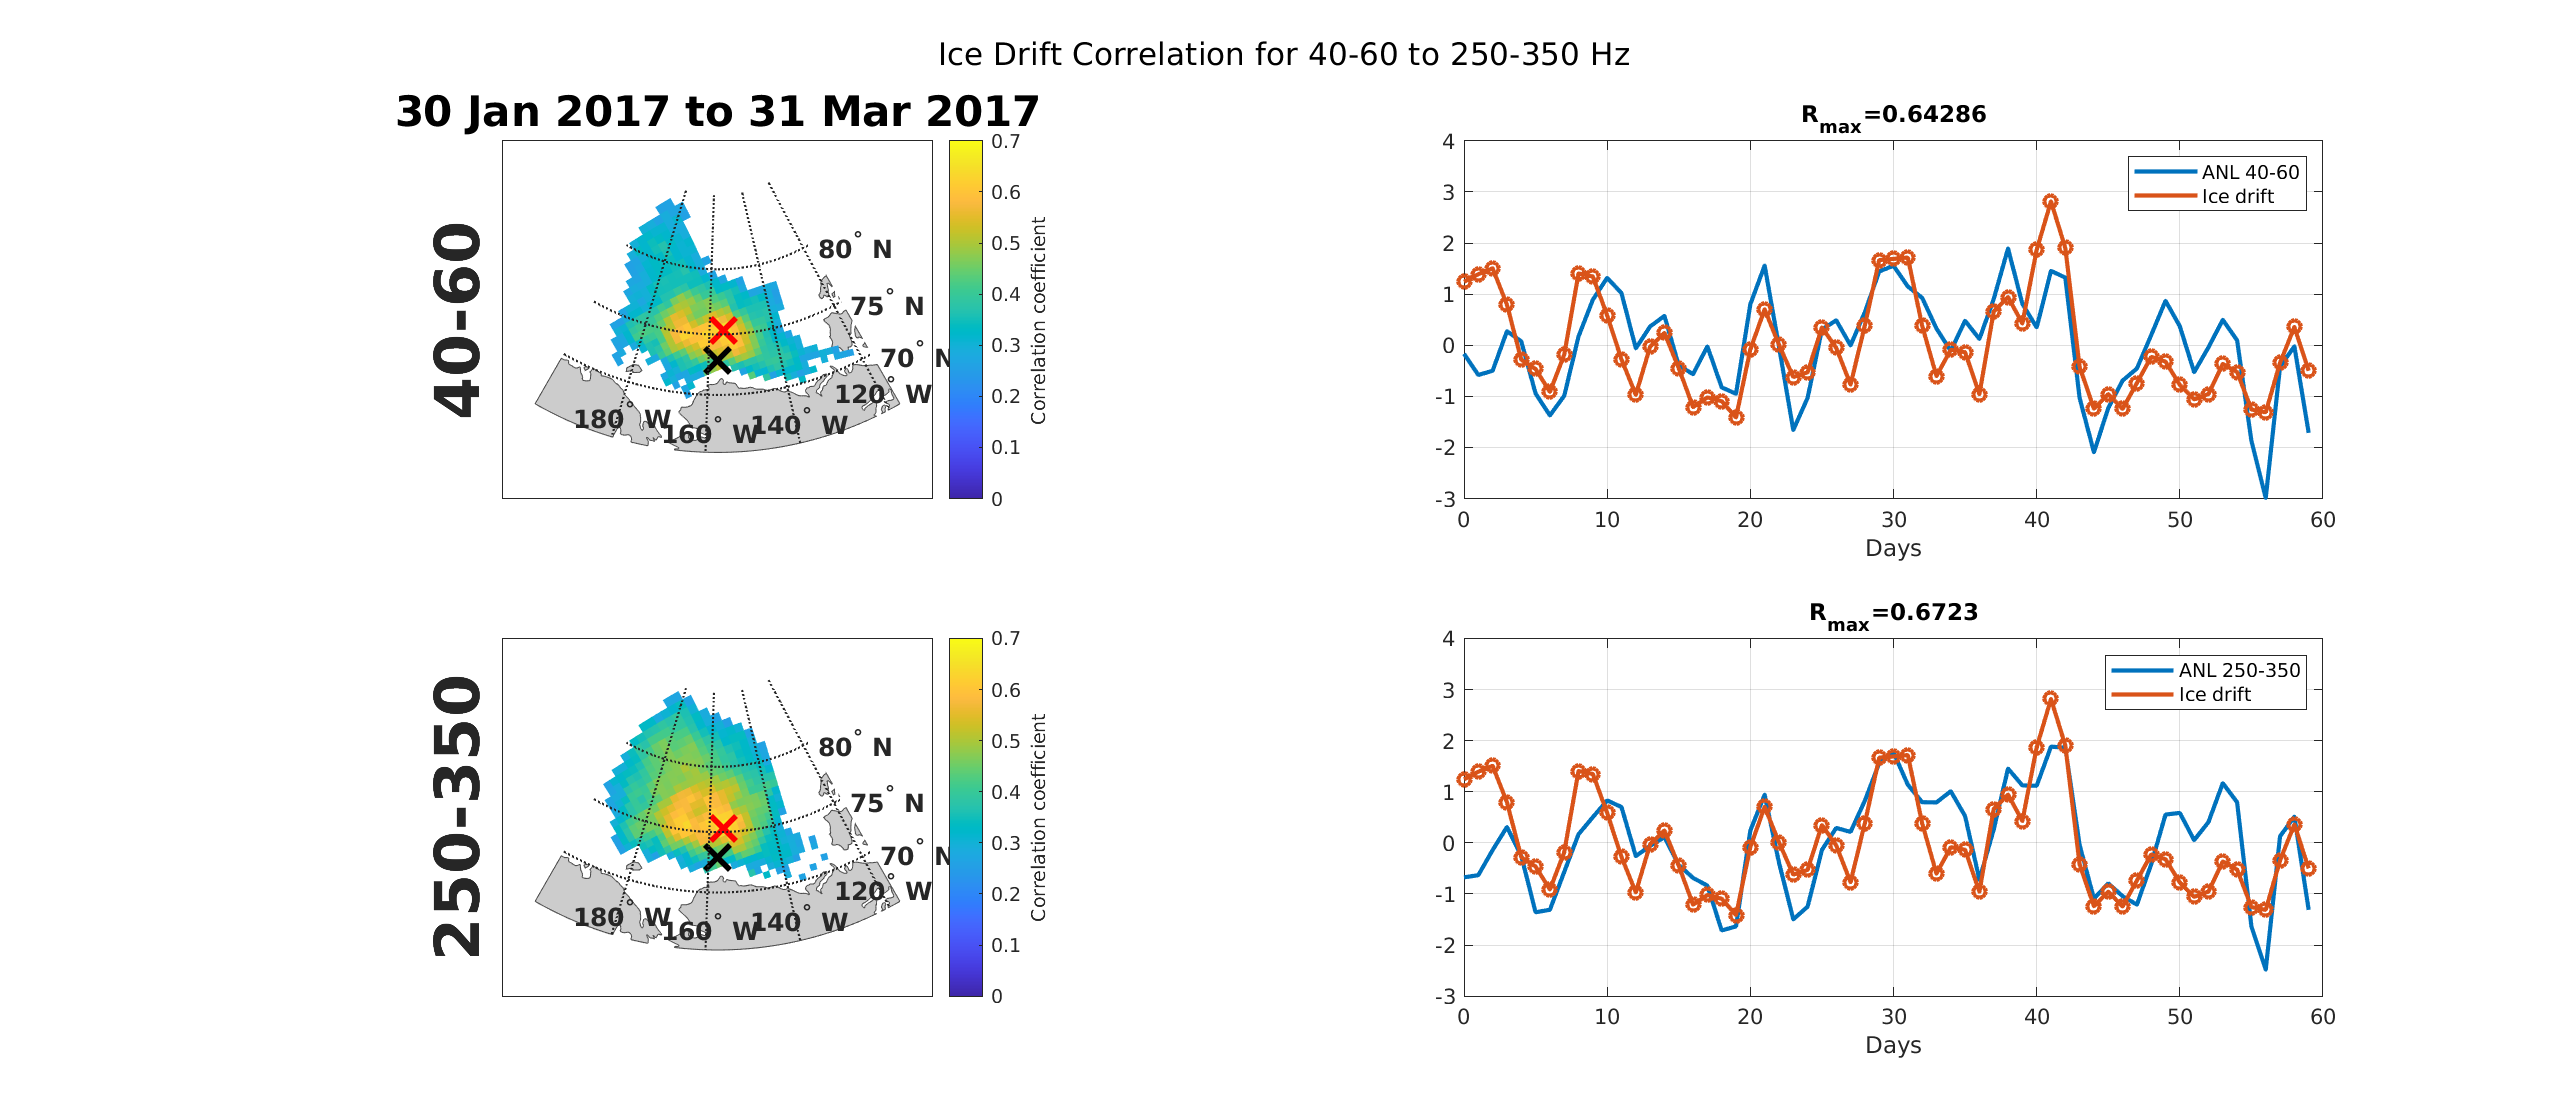 Ice Drift Correlation for 40-60 to 250-350 Hz
30 Jan 2017 to 31 Mar 2017
40-60
80° N
75° N
70° N
120° W
180° W
160° W
140° W
0.7
0.6
0.5
0.4
0.3
0.2
0.1
0
Correlation coefficient
Rmax=0.64286
4
3
2
1
0
-1
-2
-3
0 10 20 30 40 50 60
Days
ANL 40-60
Ice drift
250-350
80° N
75° N
70° N
120° W
180° W
160° W
140° W
0.7
0.6
0.5
0.4
0.3
0.2
0.1
0
Correlation coefficient
Rmax=0.6723
4
3
2
1
0
-1
-2
-3
0 10 20 30 40 50 60
Days
ANL 250-350
Ice drift